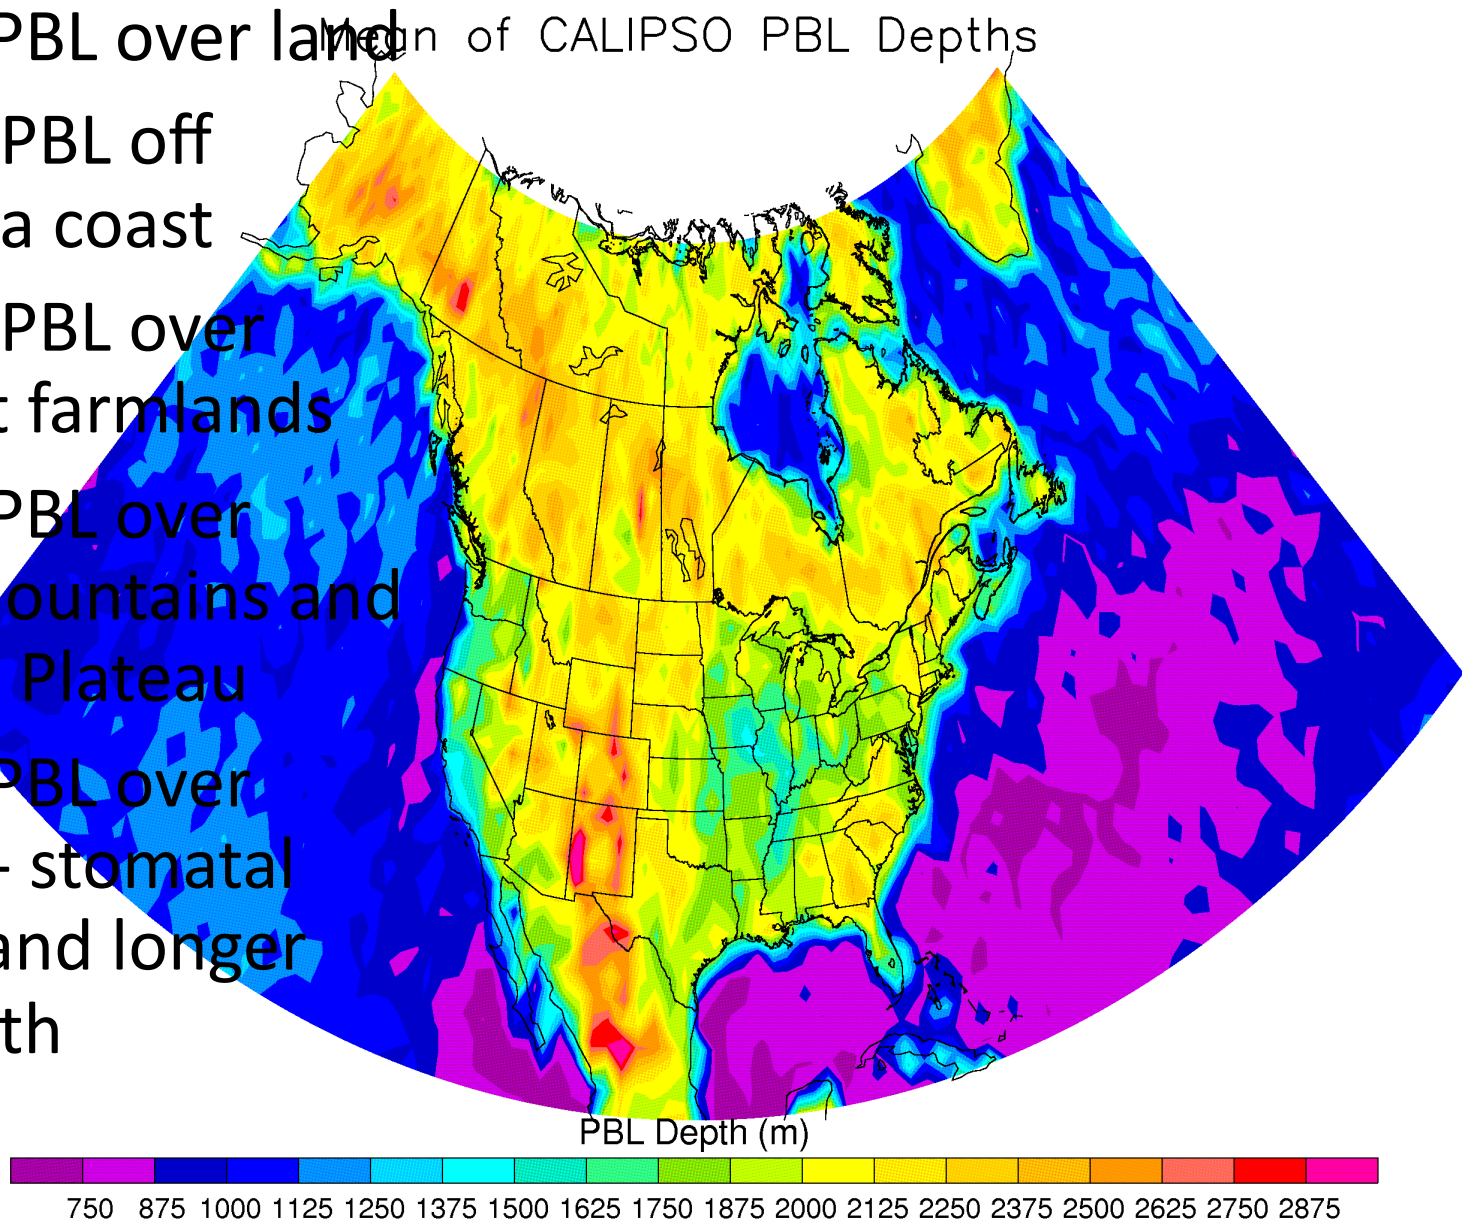 PBL over land
Mean of CALIPSO PBL Depths
PBL off
a coast
PBL over
t farmlands
PBL over
ountains and
Plateau
PBL over
- stomatal
and longer
th
PBL Depth (m)
750 875 1000 1125 1250 1375 1500 1625 1750 1875 2000 2125 2250 2375 2500 2625 2750 2875